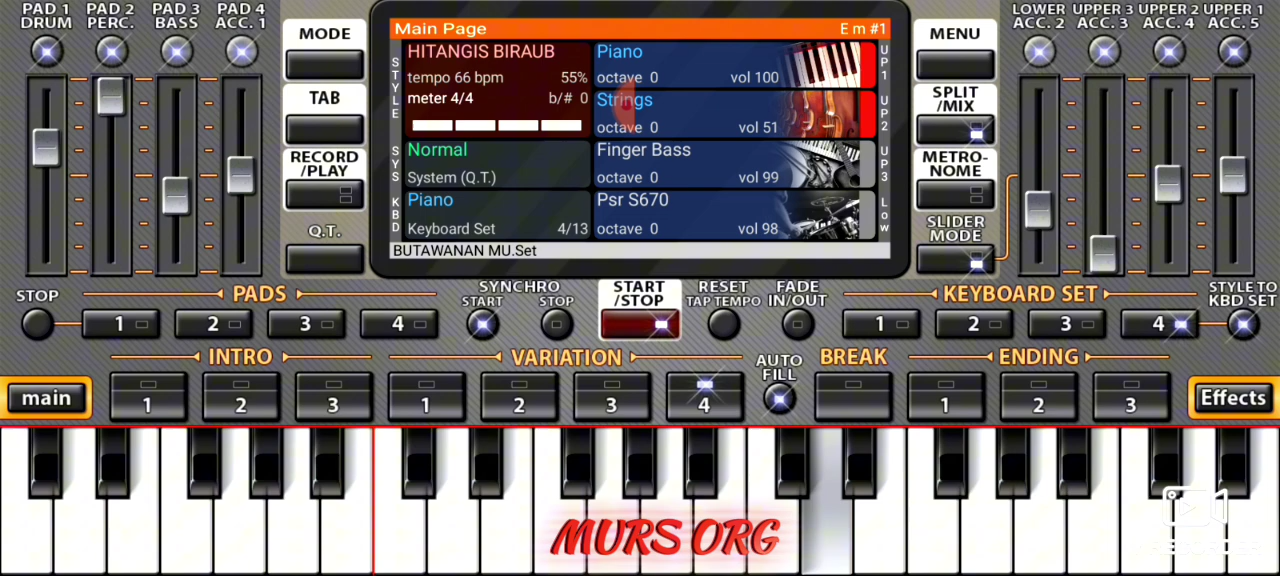 PAD 1 PAD 2 PAD 3 PAD 4
DRUM PERC. BASS ACC. 1
LOWER UPPER 3 UPPER 2 UPPER 1
ACC. 2 ACC. 3 ACC. 4 ACC. 5
MODE
TAB
RECORD
/PLAY
Q.T.
Main Page E m #1
STYLE
HITANGIS BIRAUB
tempo 66 bpm 55%
meter 4/4 b/# 0
SYS
Normal
System (Q.T.)
KBD
Piano
Keyboard Set 4/13
Piano
octave 0 vol 100
UP1
Strings
octave 0 vol 51
UP2
Finger Bass
octave 0 vol 99
UP3
Psr S670
octave 0 vol 98
Low
BUTAWANAN MU.Set
MENU
SPLIT
/MIX
METRO-
NOME
SLIDER
MODE
STOP
PADS
1 2 3 4
SYNCHRO
START STOP
START
/STOP
RESET
TAP TEMPO
FADE
IN/OUT
KEYBOARD SET
1 2 3 4
STYLE TO
KBD SET
main
INTRO
1 2 3
VARIATION
1 2 3 4
AUTO
FILL
BREAK
ENDING
1 2 3
Effects
MURS ORG